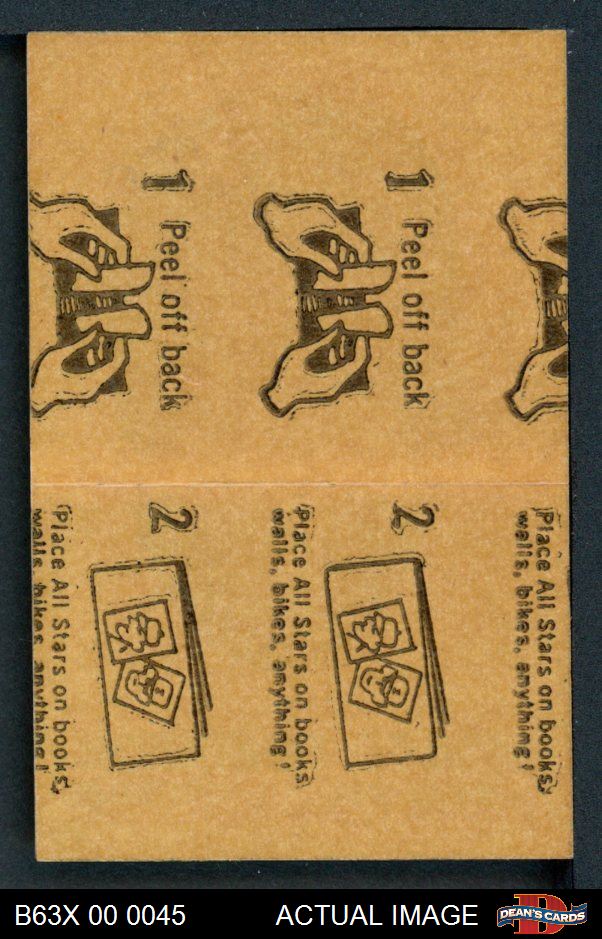 1 Peel off back
1 Peel off back
2
Place All Stars on books,
walls, bikes, anything!
2
Place All Stars on books,
walls, bikes, anything!
Place All Stars on books,
walls, bikes, anything!
B63X 00 0045
ACTUAL IMAGE
DEAN'S CARDS